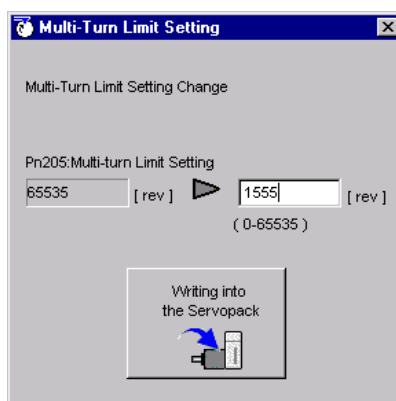 Multi-Turn Limit Setting
Multi-Turn Limit Setting Change
Pn205:Multi-turn Limit Setting
65535 [ rev ] 1555 [ rev ]
( 0-65535 )
Writing into
the Servopack